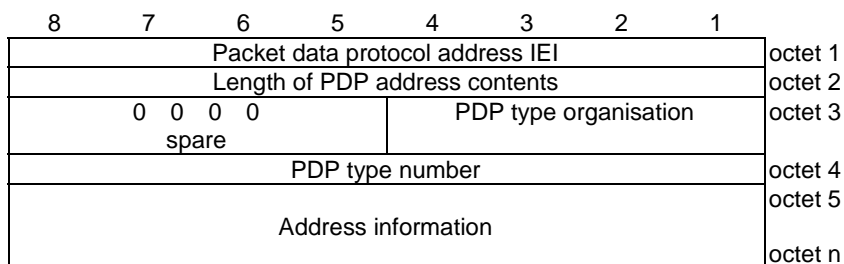 8 7 6 5 4 3 2 1
Packet data protocol address IEI octet 1
Length of PDP address contents octet 2
0 0 0 0 PDP type organisation octet 3
spare
PDP type number octet 4
octet 5
Address information
octet n